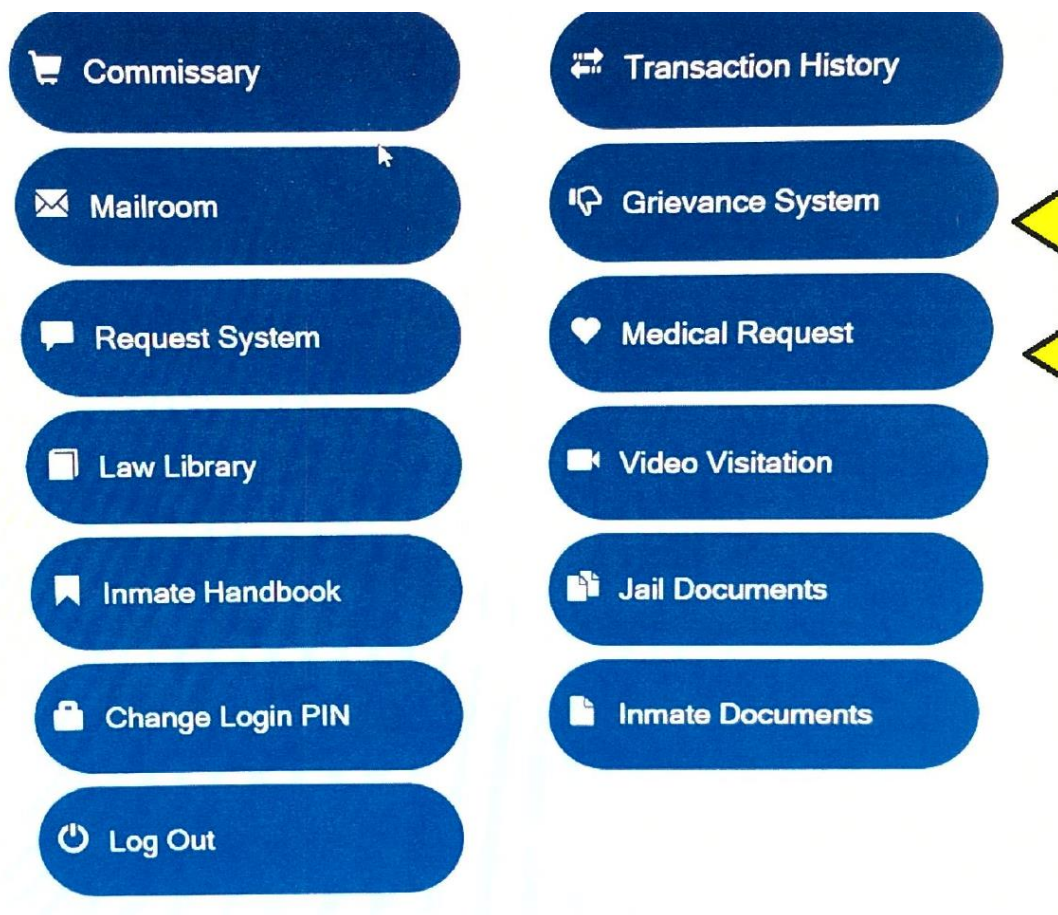 Commissary
Transaction History
Mailroom
Grievance System
Request System
Medical Request
Law Library
Video Visitation
Inmate Handbook
Jail Documents
Change Login PIN
Inmate Documents
Log Out